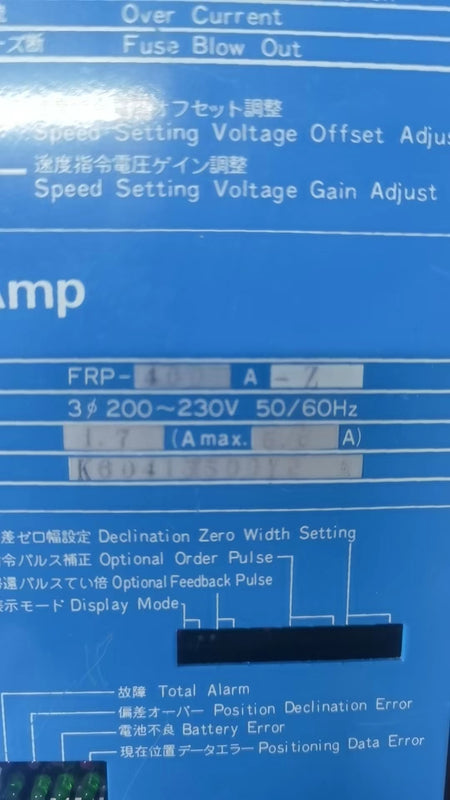 Over Current
ーズ断 Fuse Blow Out
オフセット調整
Speed Setting Voltage Offset Adjus
速度指令電圧ゲイン調整
Speed Setting Voltage Gain Adjust
Amp
FRP- A -Z
3φ 200~230V 50/60Hz
1.7 (A max. A)
差ゼロ幅設定 Declination Zero Width Setting
令パルス補正 Optional Order Pulse
還パルスてい倍 Optional Feedback Pulse
示モード Display Mode
故障 Total Alarm
偏差オーバー Position Declination Error
電池不良 Battery Error
現在位置データエラー Positioning Data Error